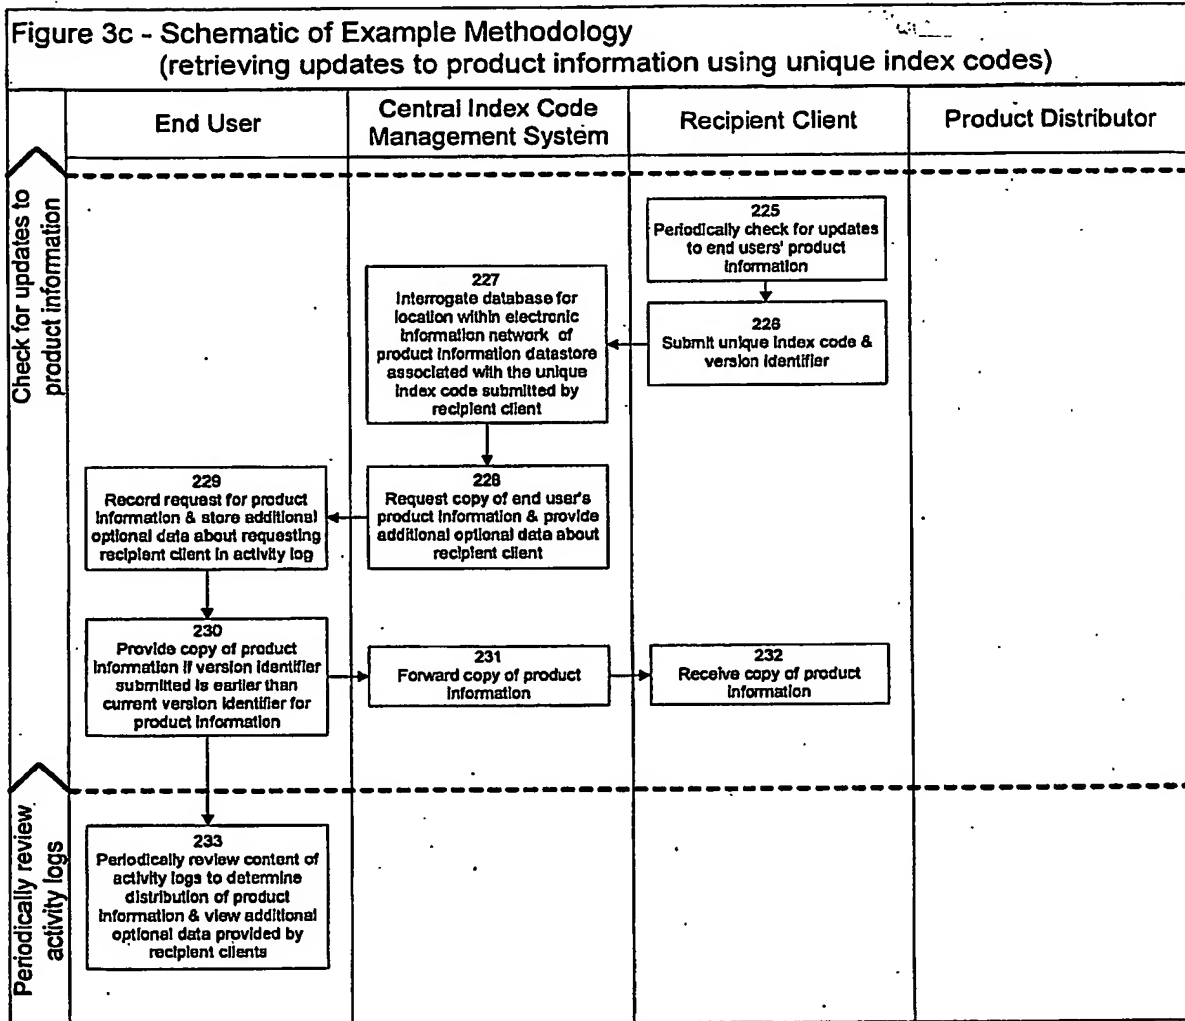 Figure 3c - Schematic of Example Methodology
(retrieving updates to product information using unique index codes)
End User
Central Index Code
Management System
Recipient Client
Product Distributor
Check for updates to
product information
225
Periodically check for updates
to end users' product
information
226
Submit unique index code &
version identifier
227
Interrogate database for
location within electronic
information network of
product information datastore
associated with the unique
index code submitted by
recipient client
228
Request copy of end user's
product information & provide
additional optional data about
recipient client
229
Record request for product
information & store additional
optional data about requesting
recipient client in activity log
230
Provide copy of product
information if version identifier
submitted is earlier than
current version identifier for
product information
231
Forward copy of product
information
232
Receive copy of product
information
Periodically review
activity logs
233
Periodically review content of
activity logs to determine
distribution of product
information & view additional
optional data provided by
recipient clients